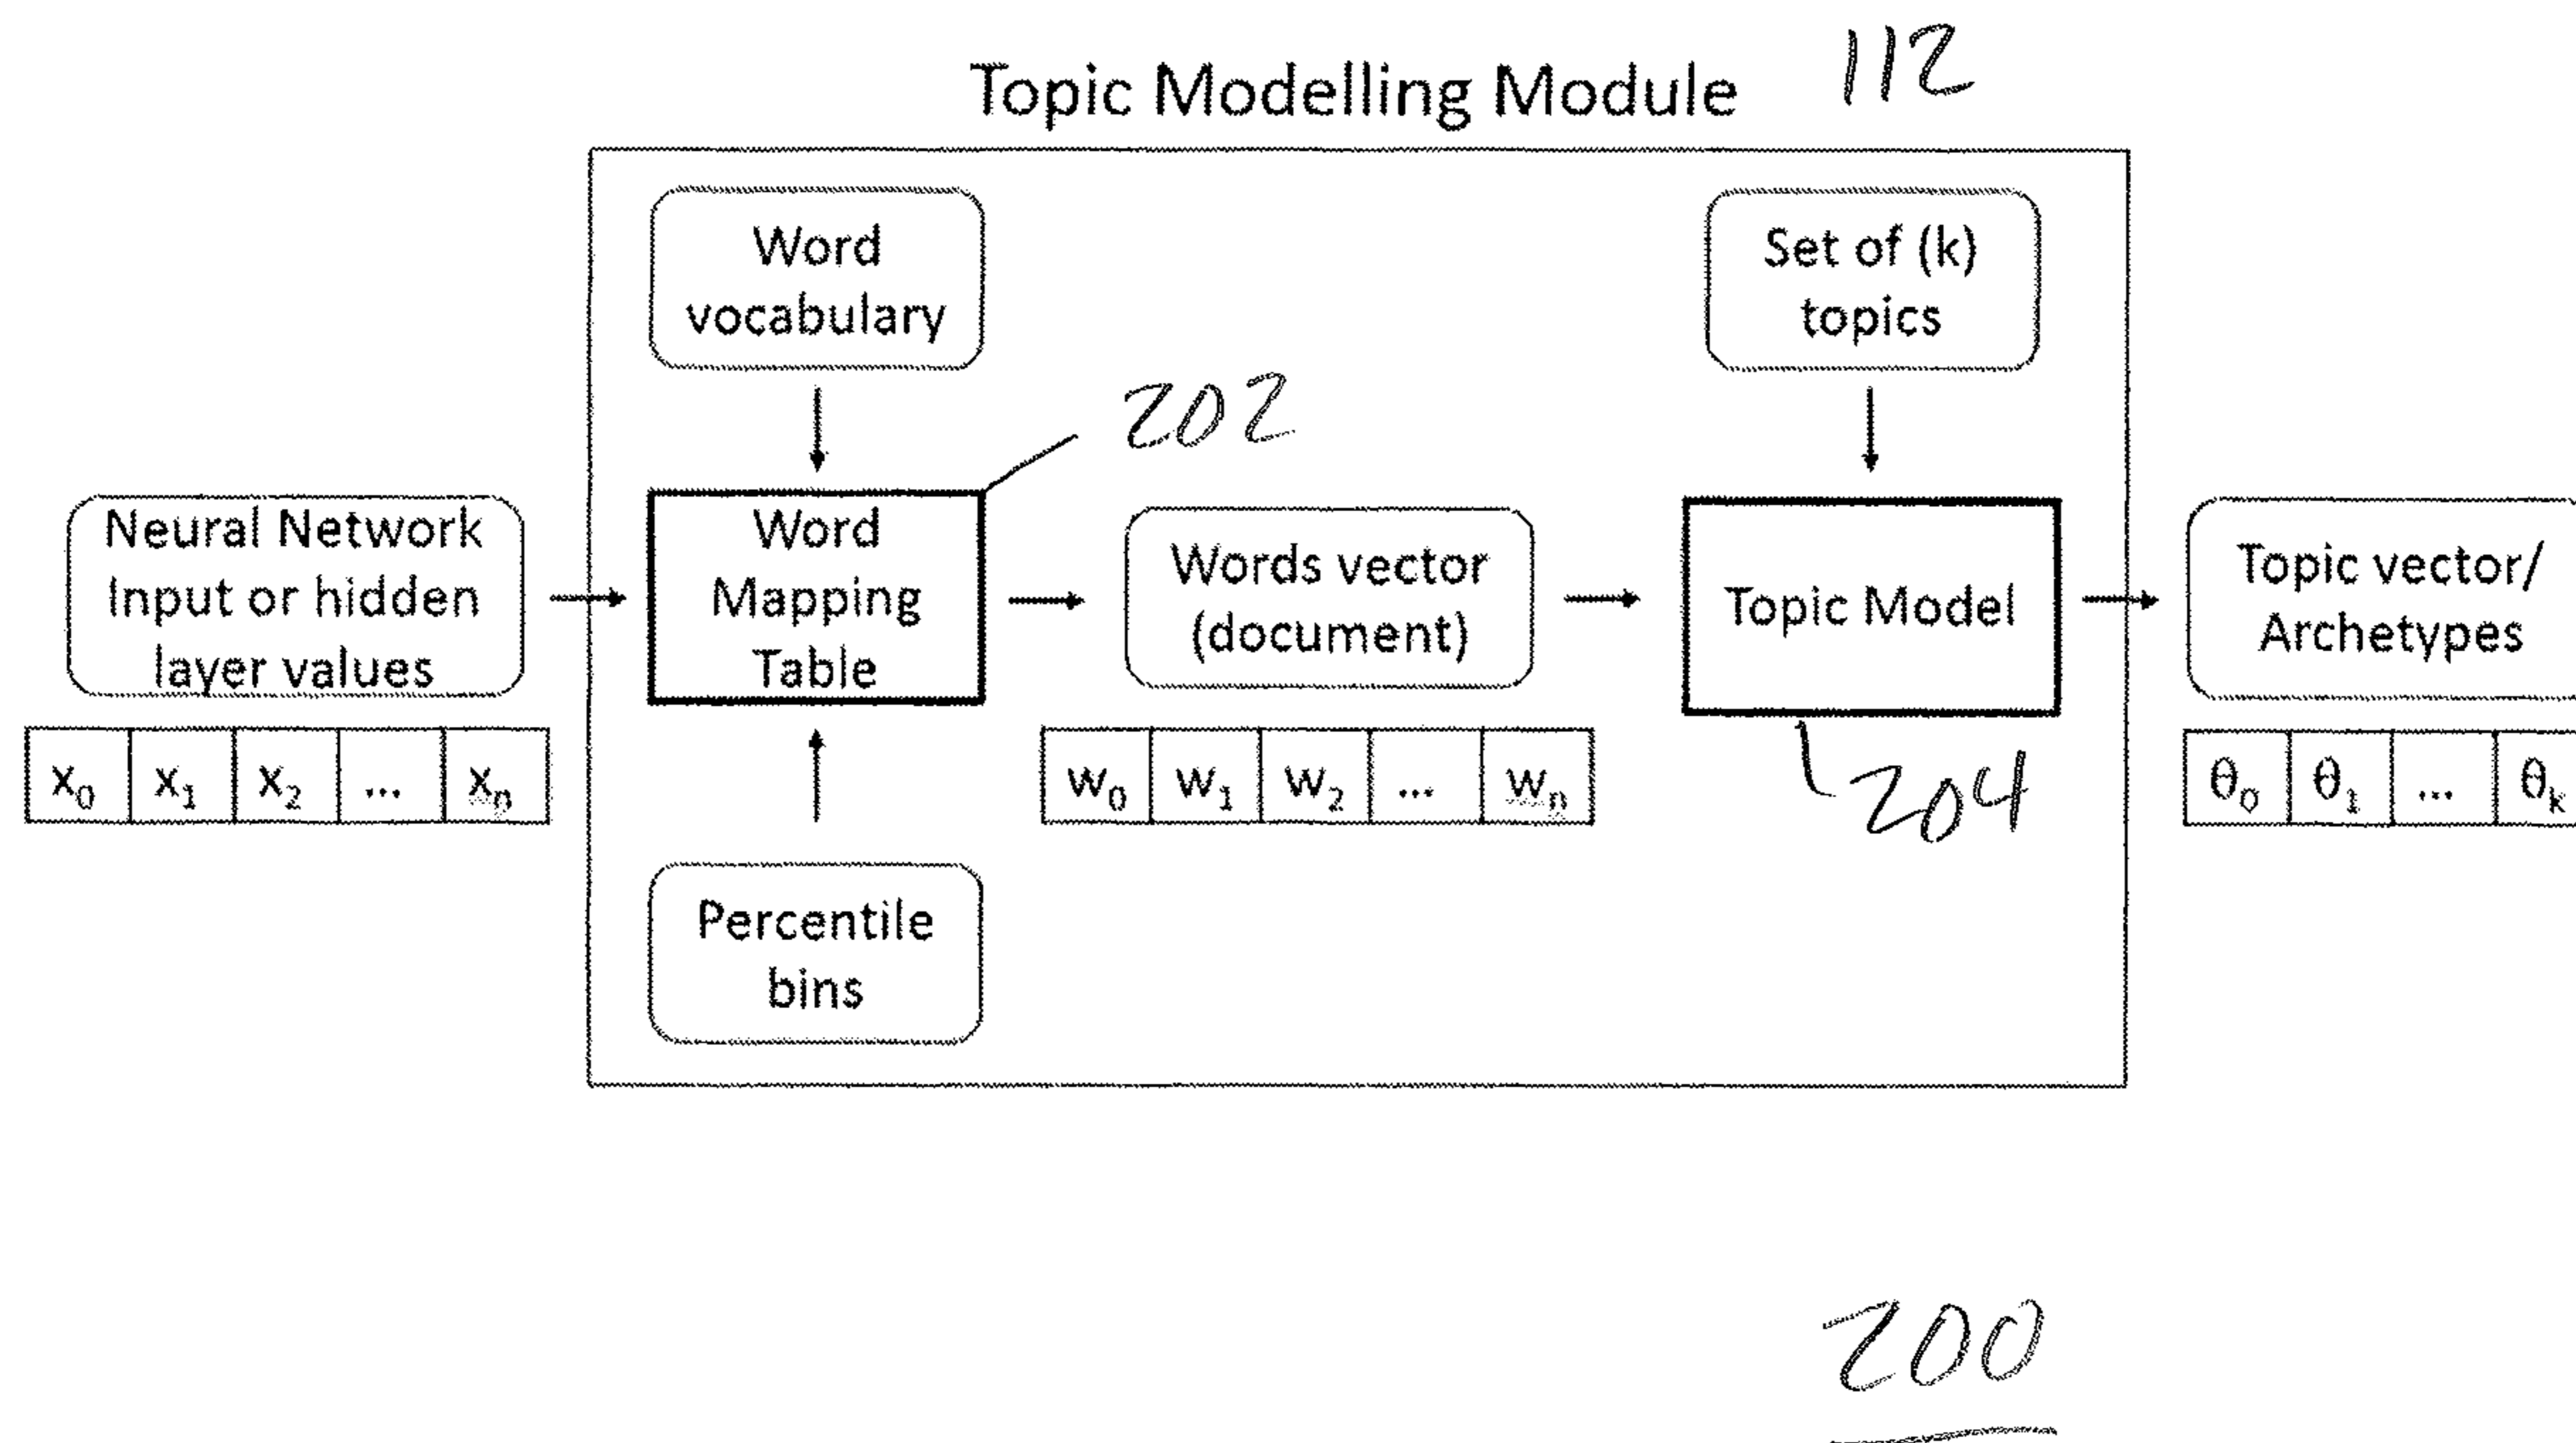 Topic Modelling Module 112
Word
vocabulary
Set of (k)
topics
202
Neural Network
Input or hidden
layer values
Word
Mapping
Table
Words vector
(document)
Topic Model
Topic vector/
Archetypes
x₀ x₁ x₂ ... xₙ
w₀ w₁ w₂ ... wₙ
204
θ₀ θ₁ ... θₖ
Percentile
bins
200